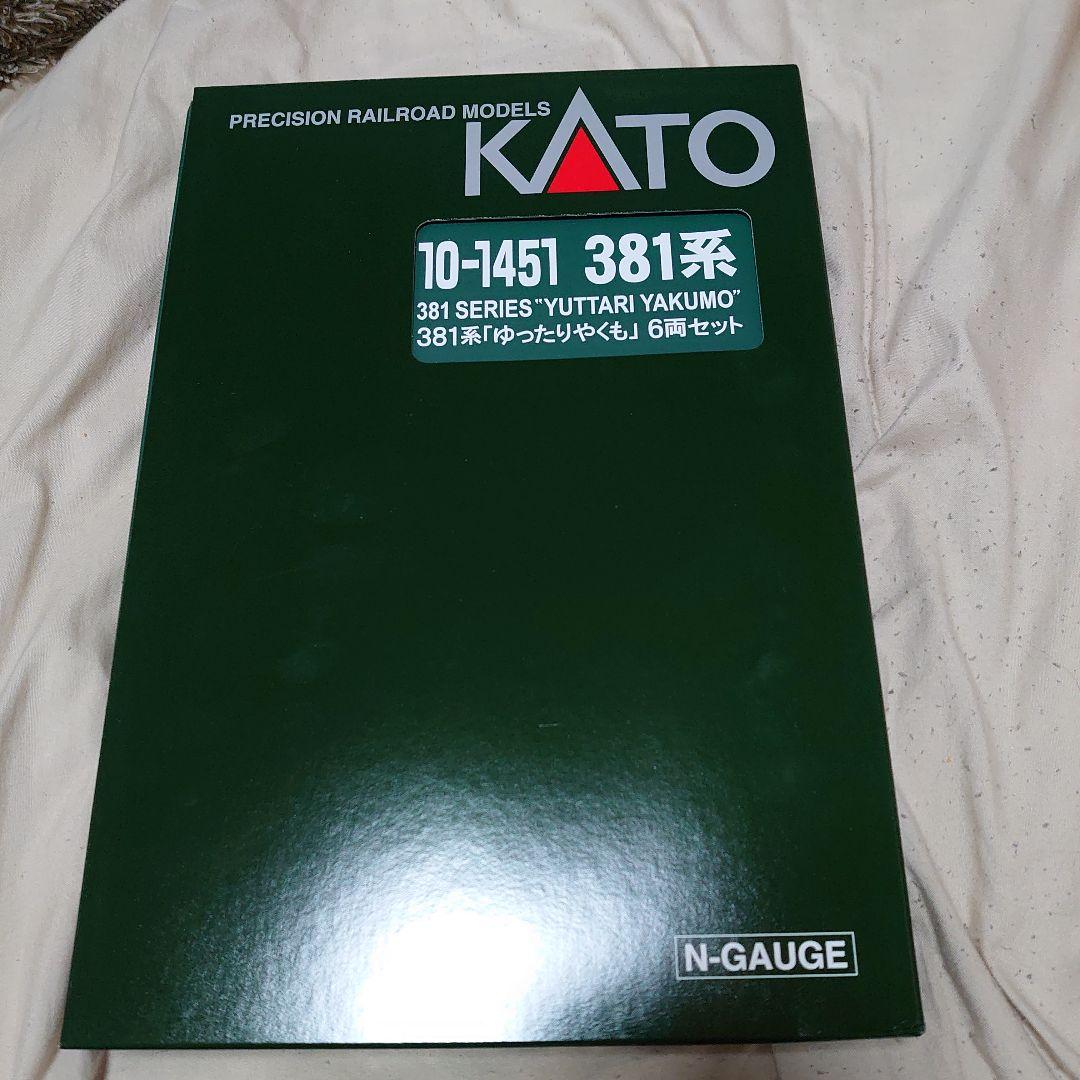 PRECISION RAILROAD MODELS
KATO
10-1451 381系
381 SERIES "YUTTARI YAKUMO"
381系「ゆったりやくも」 6両セット
N-GAUGE